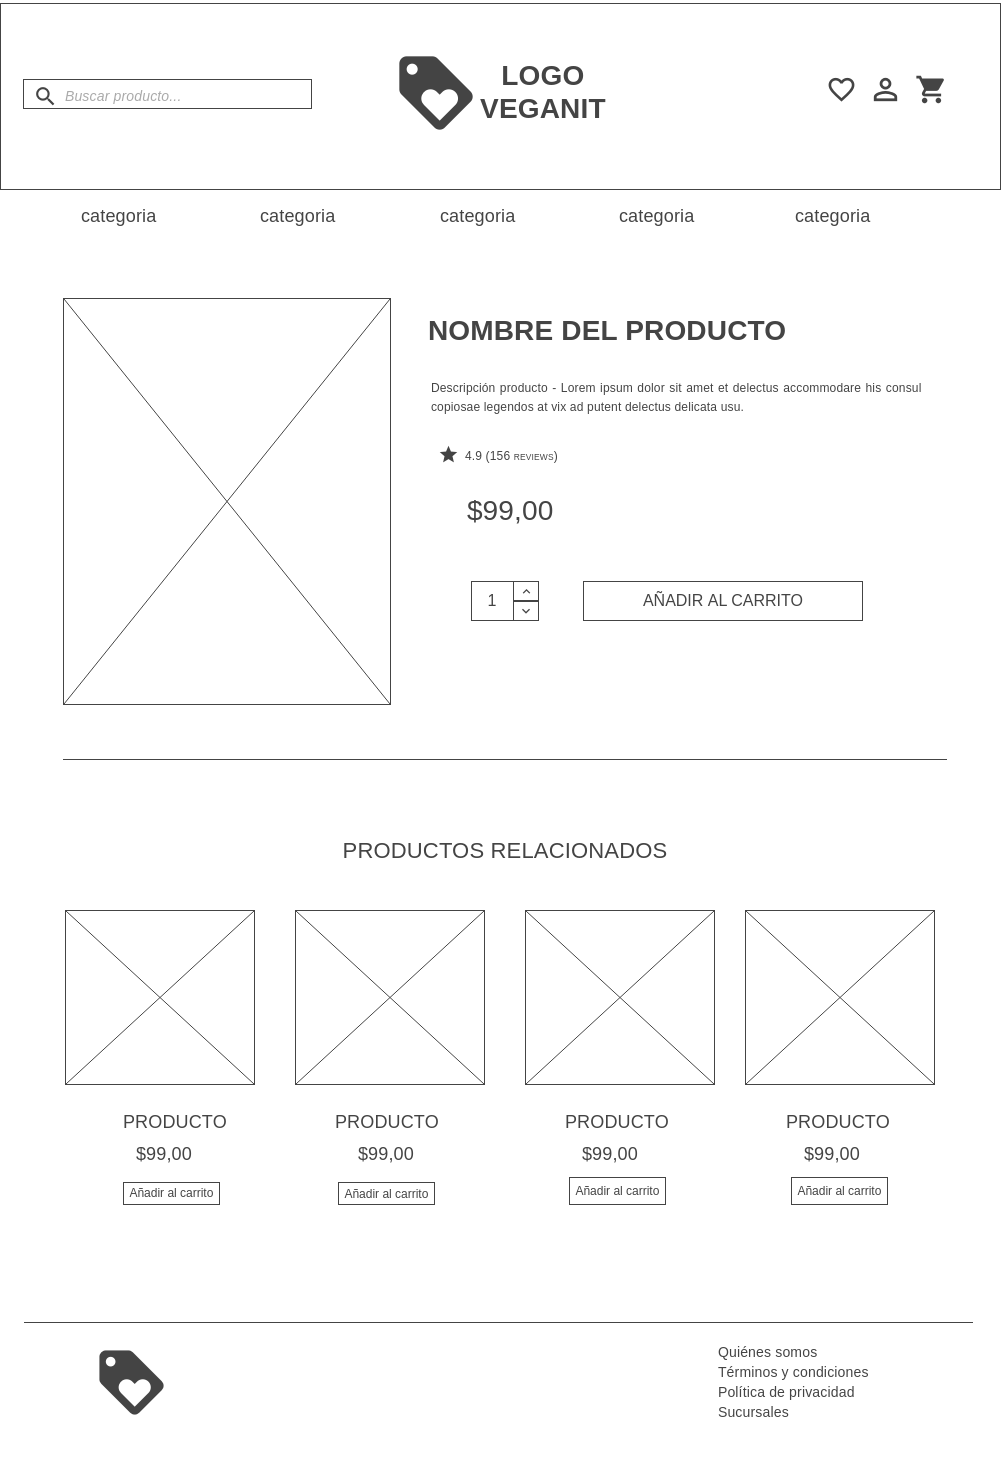 Buscar producto...
LOGO
VEGANIT
categoria categoria categoria categoria categoria
NOMBRE DEL PRODUCTO
Descripción producto - Lorem ipsum dolor sit amet et delectus accommodare his consul
copiosae legendos at vix ad putent delectus delicata usu.
4.9 (156 REVIEWS)
$99,00
1
AÑADIR AL CARRITO
PRODUCTOS RELACIONADOS
PRODUCTO PRODUCTO PRODUCTO PRODUCTO
$99,00 $99,00 $99,00 $99,00
Añadir al carrito Añadir al carrito Añadir al carrito Añadir al carrito
Quiénes somos
Términos y condiciones
Política de privacidad
Sucursales